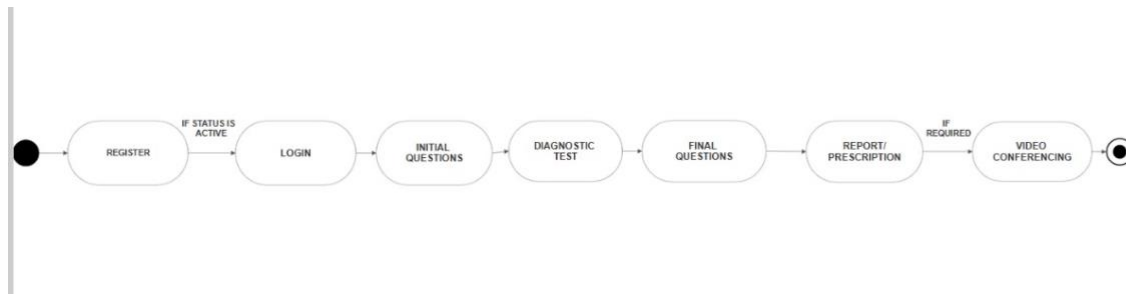 REGISTER
IF STATUS IS
ACTIVE
LOGIN
INITIAL
QUESTIONS
DIAGNOSTIC
TEST
FINAL
QUESTIONS
REPORT/
PRESCRIPTION
IF
REQUIRED
VIDEO
CONFERENCING